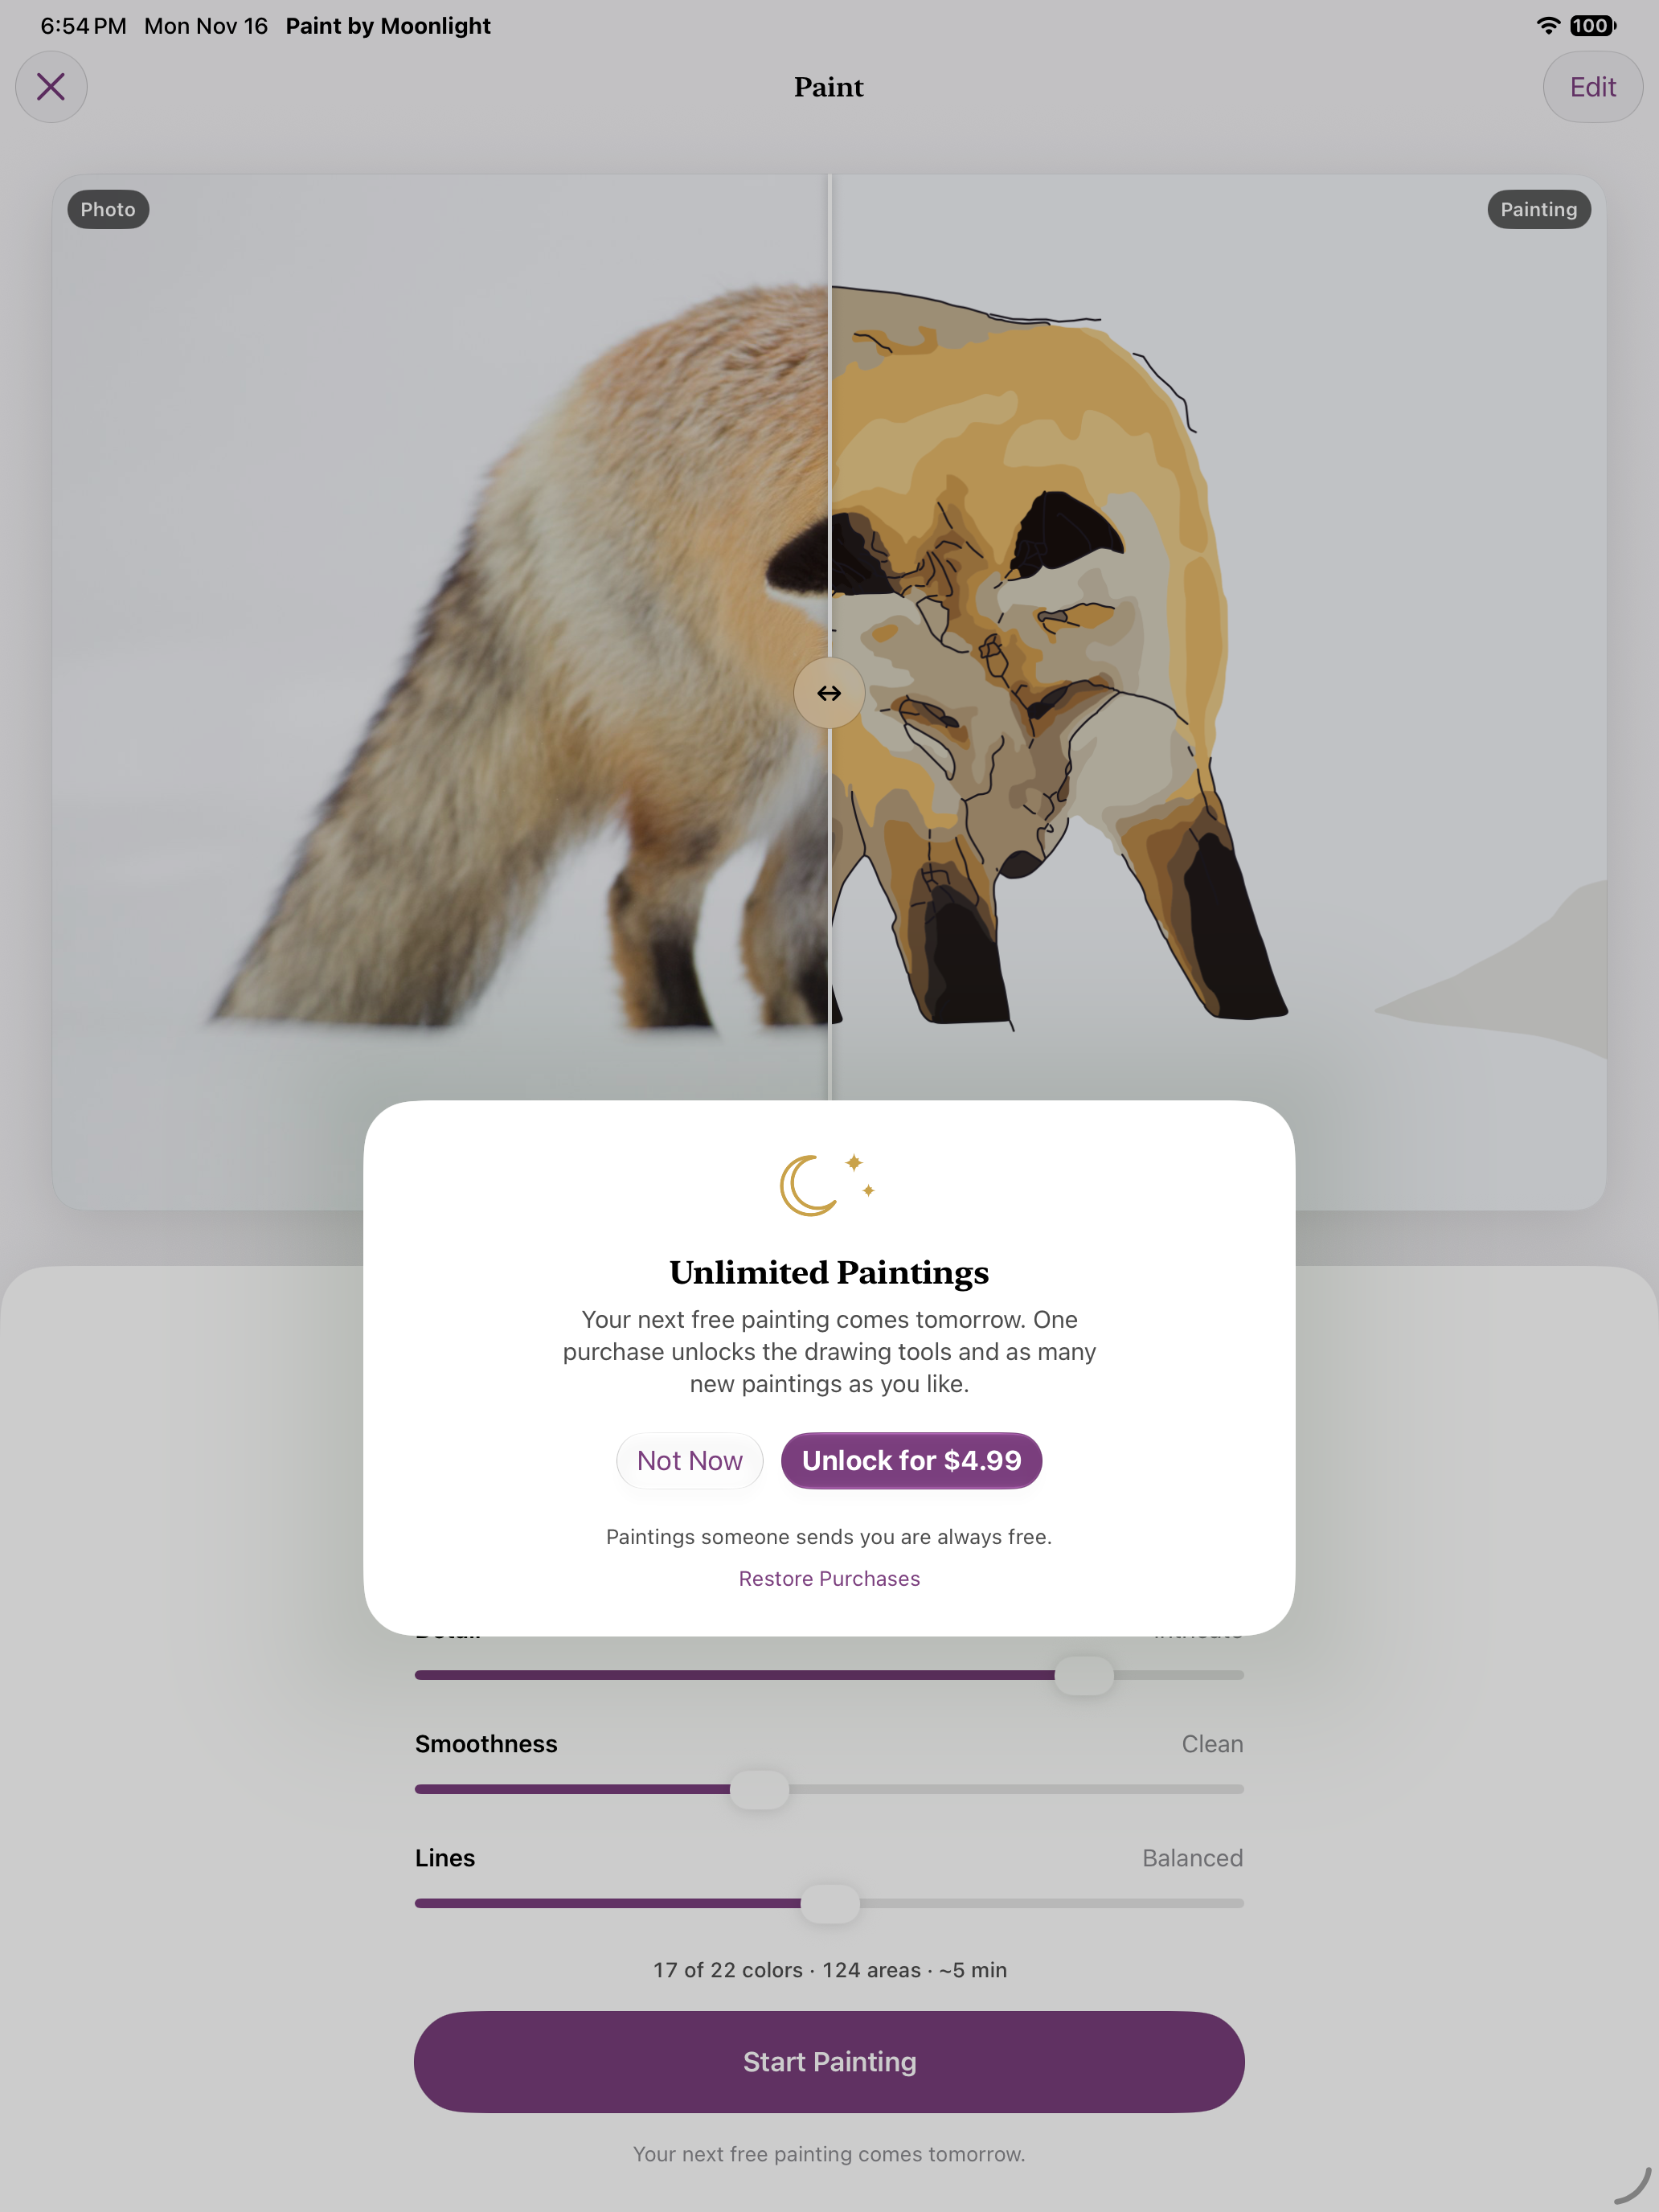 6:54 PM Mon Nov 16 Paint by Moonlight
100
Paint
Edit
Photo
Painting
Unlimited Paintings
Your next free painting comes tomorrow. One
purchase unlocks the drawing tools and as many
new paintings as you like.
Not Now
Unlock for $4.99
Paintings someone sends you are always free.
Restore Purchases
Smoothness
Clean
Lines
Balanced
17 of 22 colors · 124 areas · ~5 min
Start Painting
Your next free painting comes tomorrow.